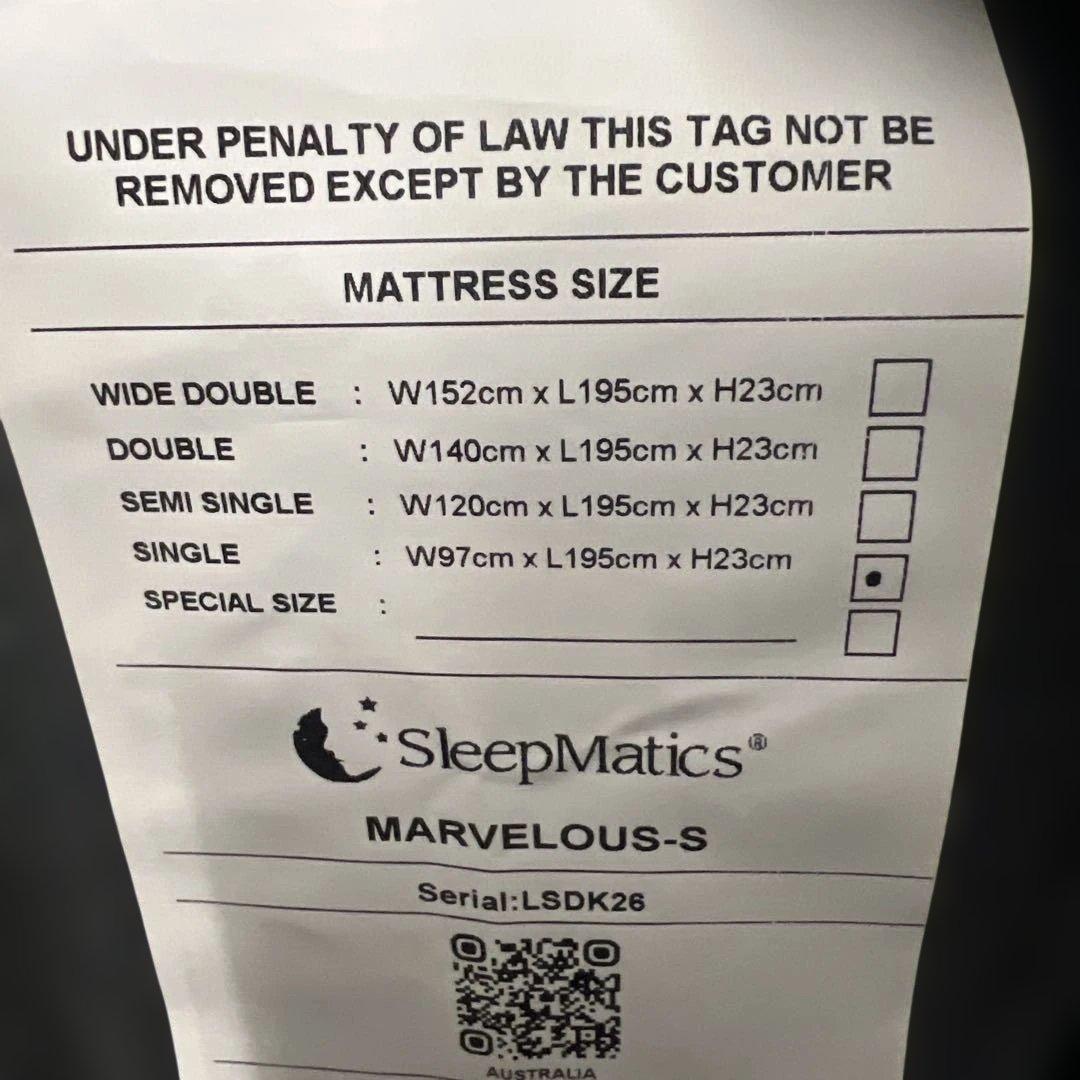 UNDER PENALTY OF LAW THIS TAG NOT BE
REMOVED EXCEPT BY THE CUSTOMER
MATTRESS SIZE
WIDE DOUBLE : W152cm x L195cm x H23cm
DOUBLE : W140cm x L195cm x H23cm
SEMI SINGLE : W120cm x L195cm x H23cm
SINGLE : W97cm x L195cm x H23cm
SPECIAL SIZE :
SleepMatics®
MARVELOUS-S
Serial:LSDK26
AUSTRALIA